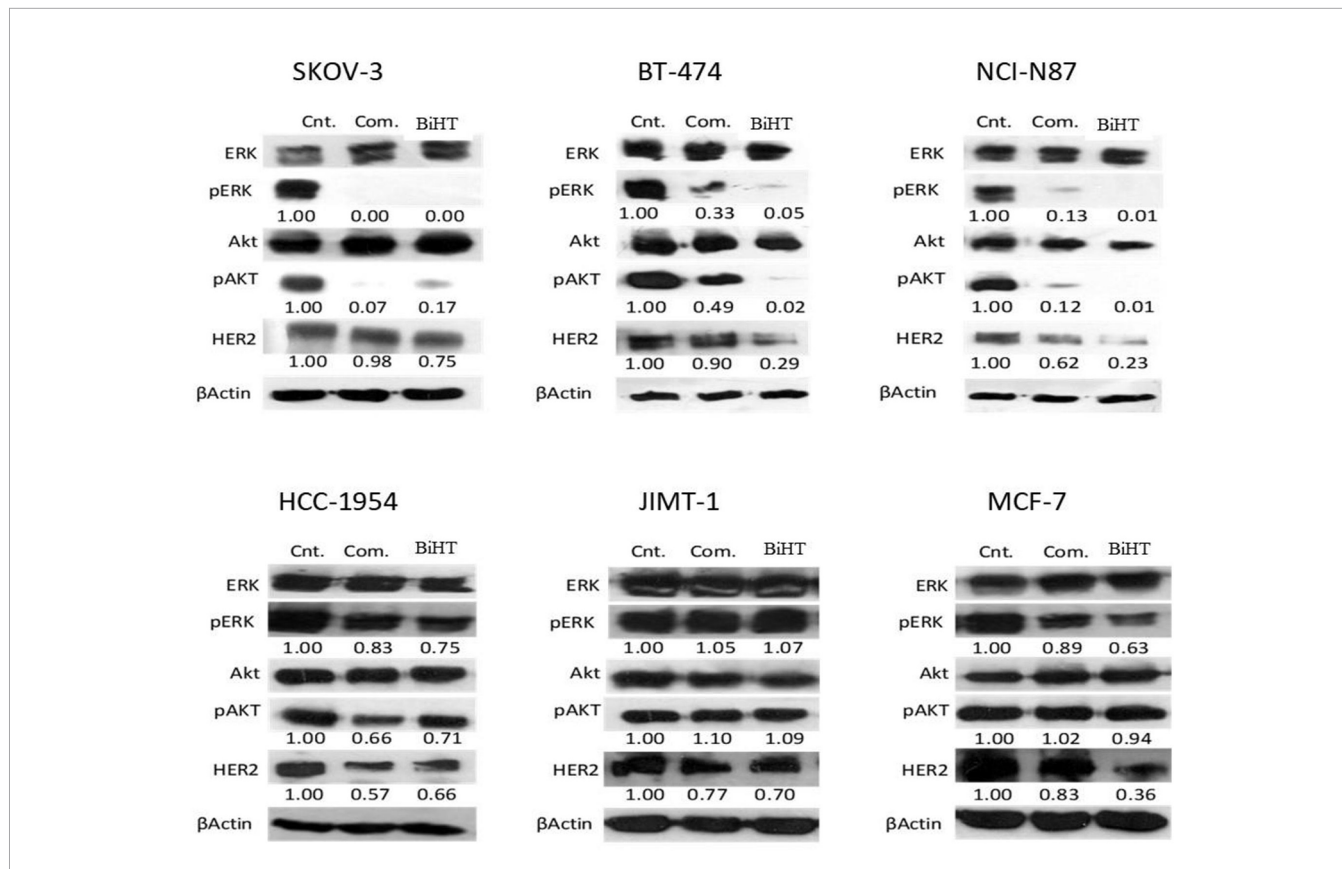 SKOV-3
Cnt. Com. BiHT
ERK
pERK
1.00 0.00 0.00
Akt
pAKT
1.00 0.07 0.17
HER2
1.00 0.98 0.75
βActin
BT-474
Cnt. Com. BiHT
ERK
pERK
1.00 0.33 0.05
Akt
pAKT
1.00 0.49 0.02
HER2
1.00 0.90 0.29
βActin
NCI-N87
Cnt. Com. BiHT
ERK
pERK
1.00 0.13 0.01
Akt
pAKT
1.00 0.12 0.01
HER2
1.00 0.62 0.23
βActin
HCC-1954
Cnt. Com. BiHT
ERK
pERK
1.00 0.83 0.75
Akt
pAKT
1.00 0.66 0.71
HER2
1.00 0.57 0.66
βActin
JIMT-1
Cnt. Com. BiHT
ERK
pERK
1.00 1.05 1.07
Akt
pAKT
1.00 1.10 1.09
HER2
1.00 0.77 0.70
βActin
MCF-7
Cnt. Com. BiHT
ERK
pERK
1.00 0.89 0.63
Akt
pAKT
1.00 1.02 0.94
HER2
1.00 0.83 0.36
βActin